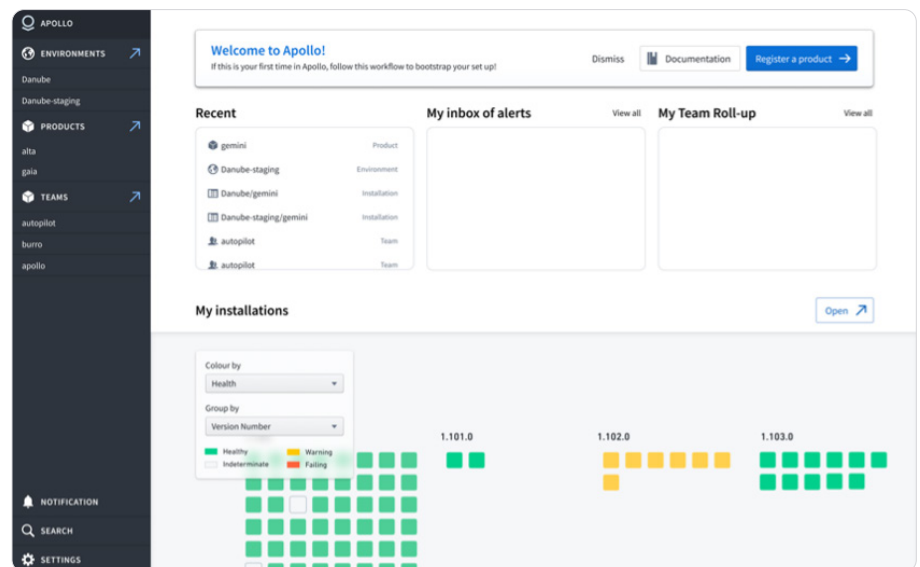 APOLLO
ENVIRONMENTS
Danube
Danube-staging
PRODUCTS
alta
gaia
TEAMS
autopilot
burro
apollo
NOTIFICATION
SEARCH
SETTINGS
Welcome to Apollo!
If this is your first time in Apollo, follow this workflow to bootstrap your set up!
Dismiss
Documentation
Register a product
Recent
gemini Product
Danube-staging Environment
Danube/gemini Installation
Danube-staging/gemini Installation
autopilot Team
autopilot Team
My inbox of alerts View all
My Team Roll-up View all
My installations
Open
Colour by
Health
Group by
Version Number
Healthy Warning
Indeterminate Failing
1.101.0
1.102.0
1.103.0